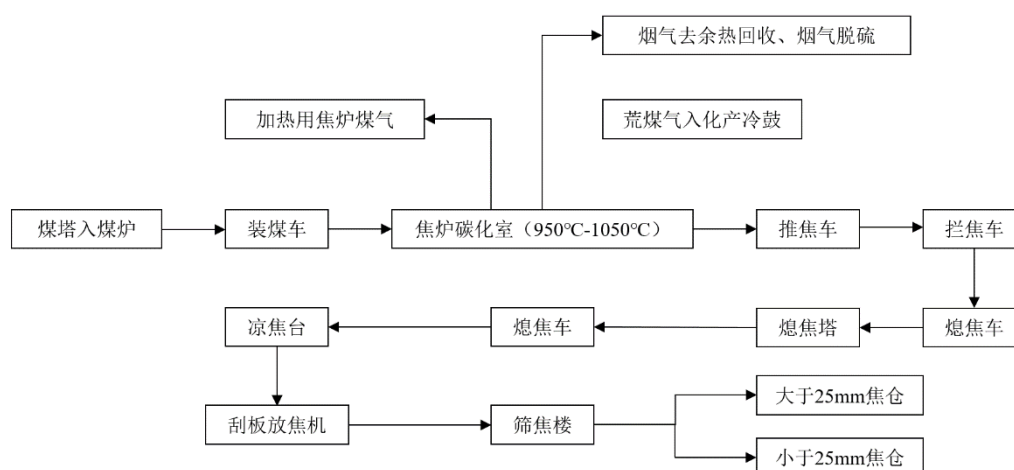 烟气去余热回收、烟气脱硫
加热用焦炉煤气
荒煤气入化产冷鼓
煤塔入煤炉
装煤车
焦炉碳化室（950℃-1050℃）
推焦车
拦焦车
凉焦台
熄焦车
熄焦塔
熄焦车
刮板放焦机
筛焦楼
大于25mm焦仓
小于25mm焦仓